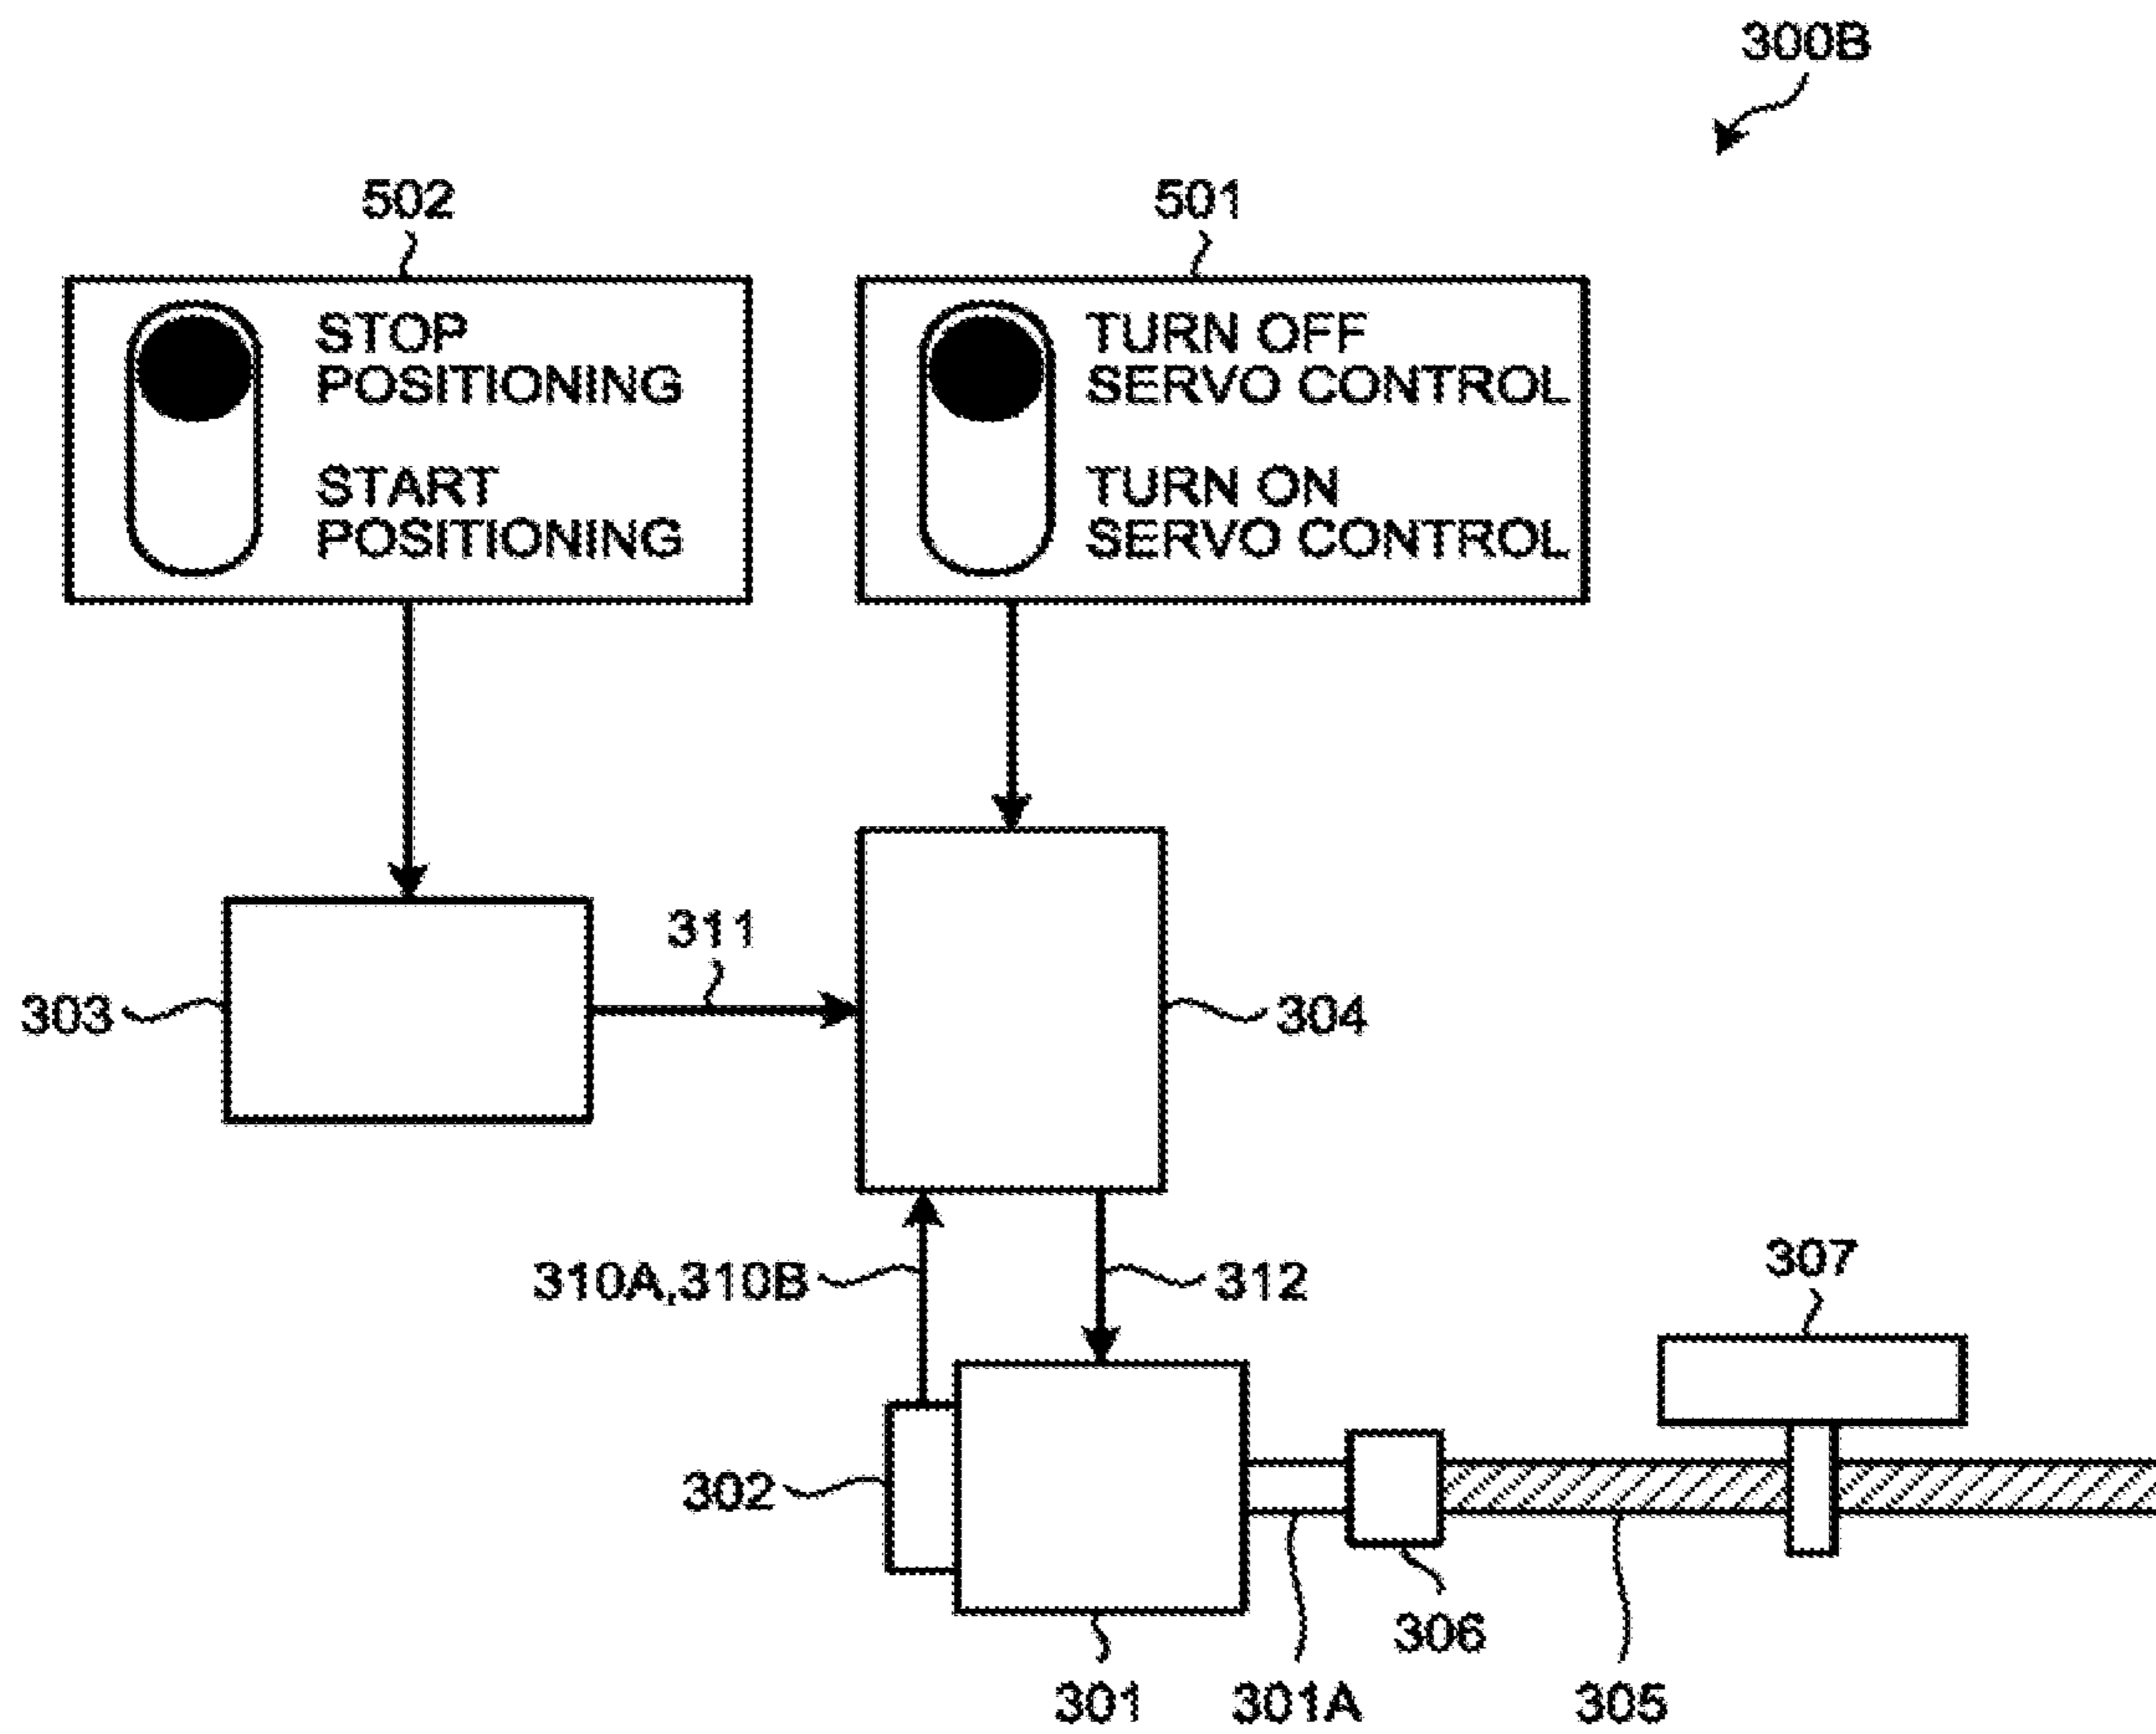 300B
502
501
STOP
POSITIONING
START
POSITIONING
TURN OFF
SERVO CONTROL
TURN ON
SERVO CONTROL
311
303
304
310A,310B
312
307
302
306
301
301A
305